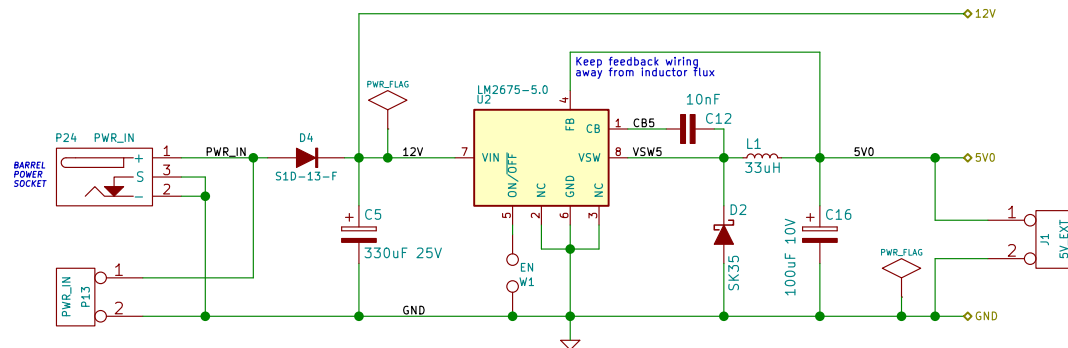 12V
Keep feedback wiring
away from inductor flux
PWR_FLAG
LM2675-5.0
U2
10nF
C12
P24 PWR_IN
BARREL
POWER
SOCKET
+ 1
S 3
- 2
PWR_IN
D4
S1D-13-F
12V
7 VIN
4
FB
CB 1
CB5
VSW 8
VSW5
L1
33uH
5V0
5V0
ON/OFF
NC
GND
NC
5
2
6
3
+ C5
330uF 25V
EN
W1
D2
SK35
+ C16
100uF 10V
PWR_FLAG
1
2
J1
5V_EXT
PWR_IN
P13
1
2
GND
GND